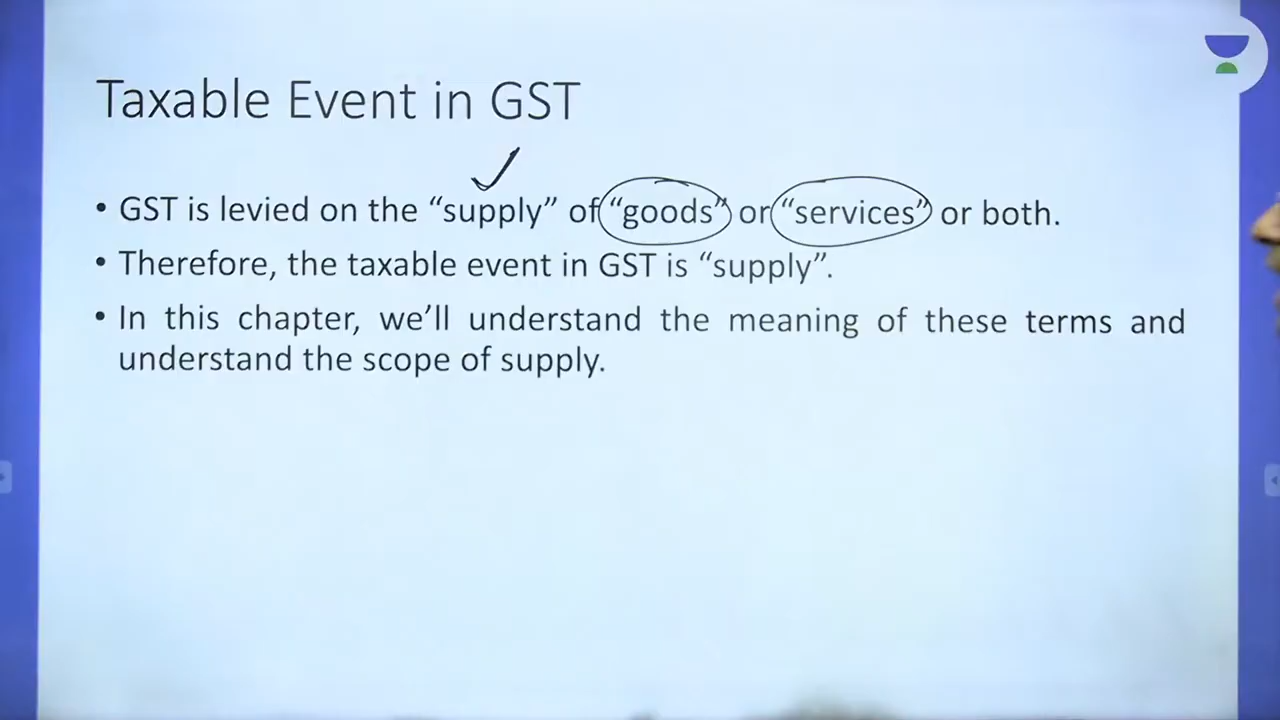 Taxable Event in GST
• GST is levied on the “supply” of “goods” or “services” or both.
• Therefore, the taxable event in GST is “supply”.
• In this chapter, we’ll understand the meaning of these terms and
understand the scope of supply.